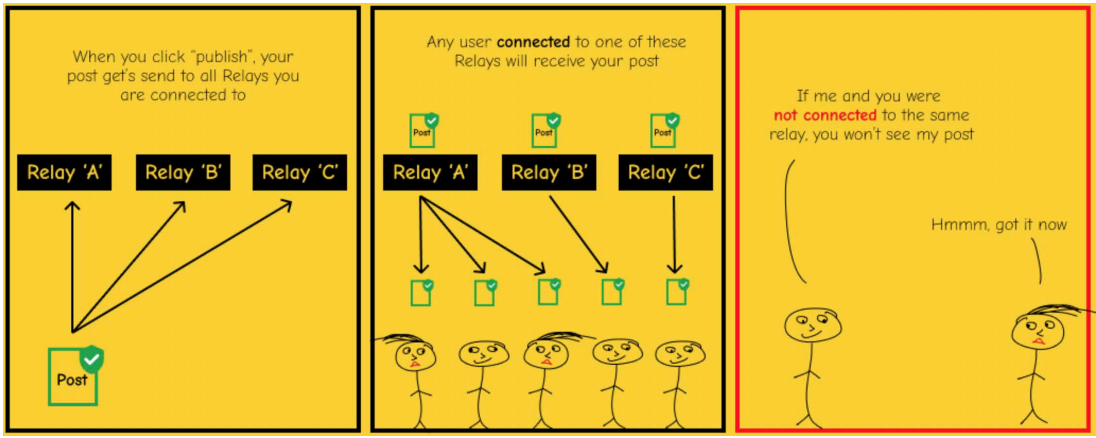 When you click "publish", your
post get's send to all Relays you
are connected to
Relay 'A'
Relay 'B'
Relay 'C'
Post
Any user connected to one of these
Relays will receive your post
Post
Post
Post
Relay 'A'
Relay 'B'
Relay 'C'
If me and you were
not connected to the same
relay, you won't see my post
Hmmm, got it now